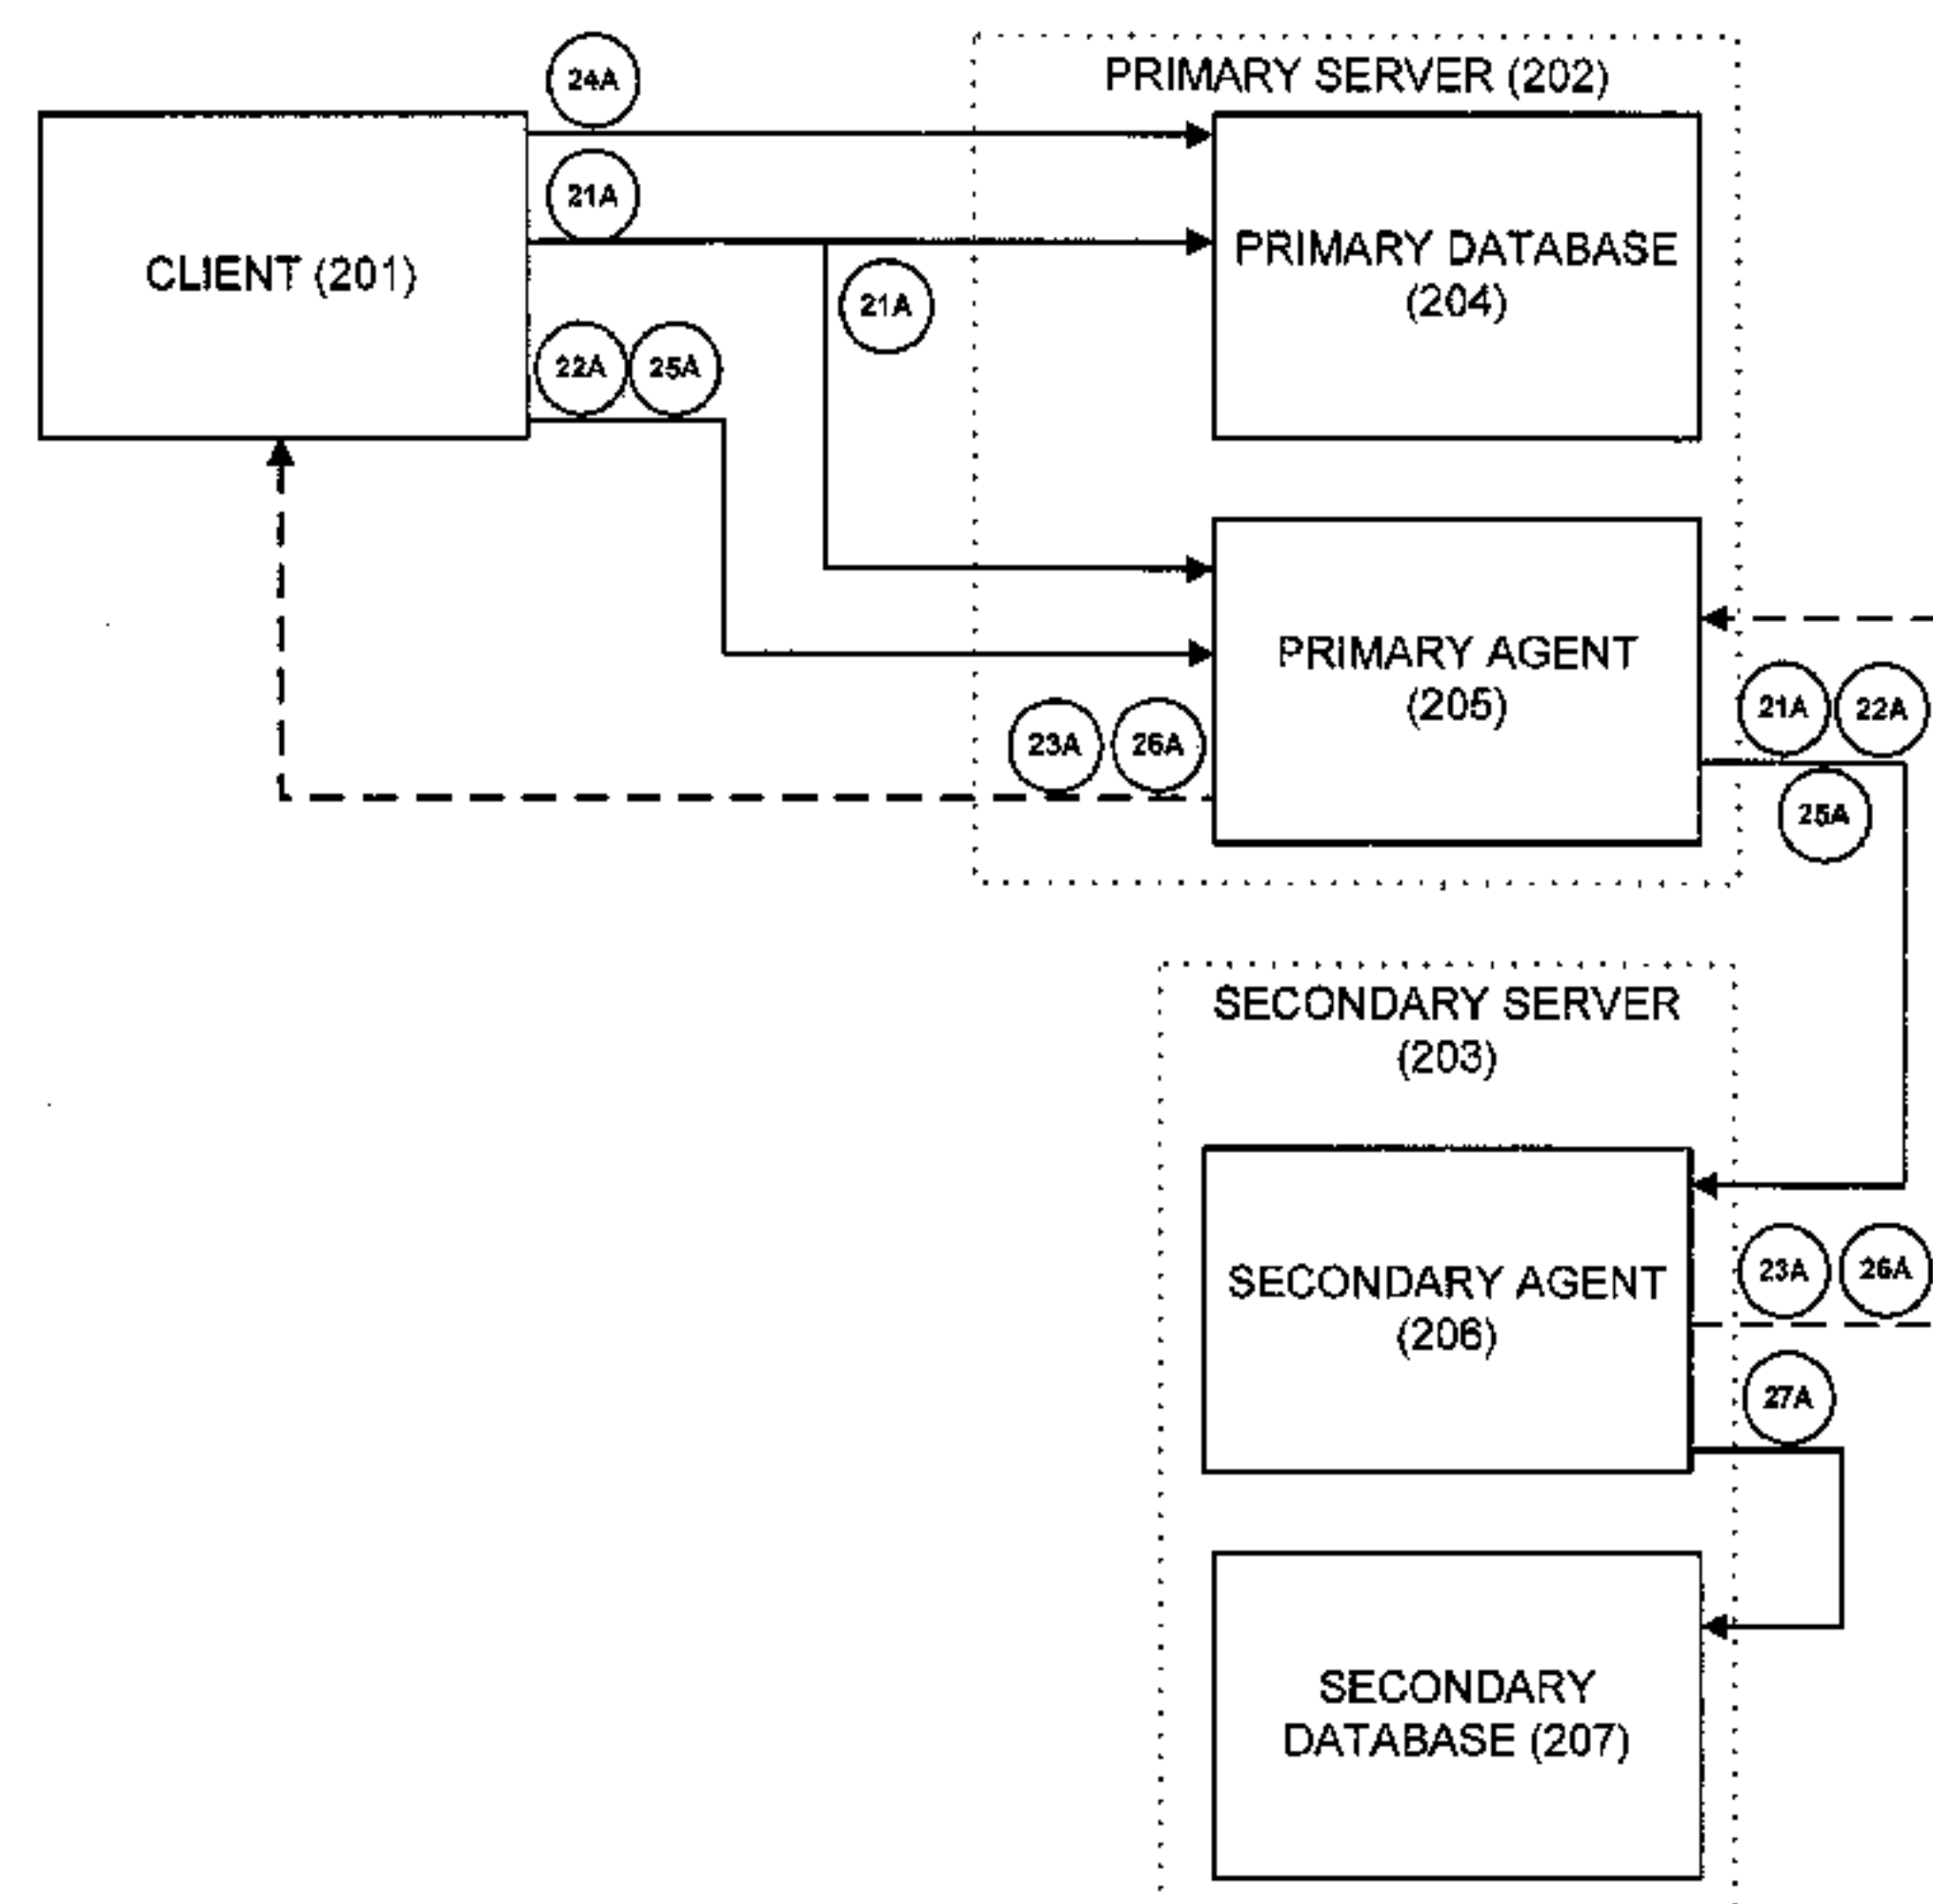 24A
PRIMARY SERVER (202)
21A
CLIENT (201)
PRIMARY DATABASE
(204)
21A
22A 25A
PRIMARY AGENT
(205)
23A 26A
21A 22A
25A
SECONDARY SERVER
(203)
SECONDARY AGENT
(206)
23A 26A
27A
SECONDARY
DATABASE (207)